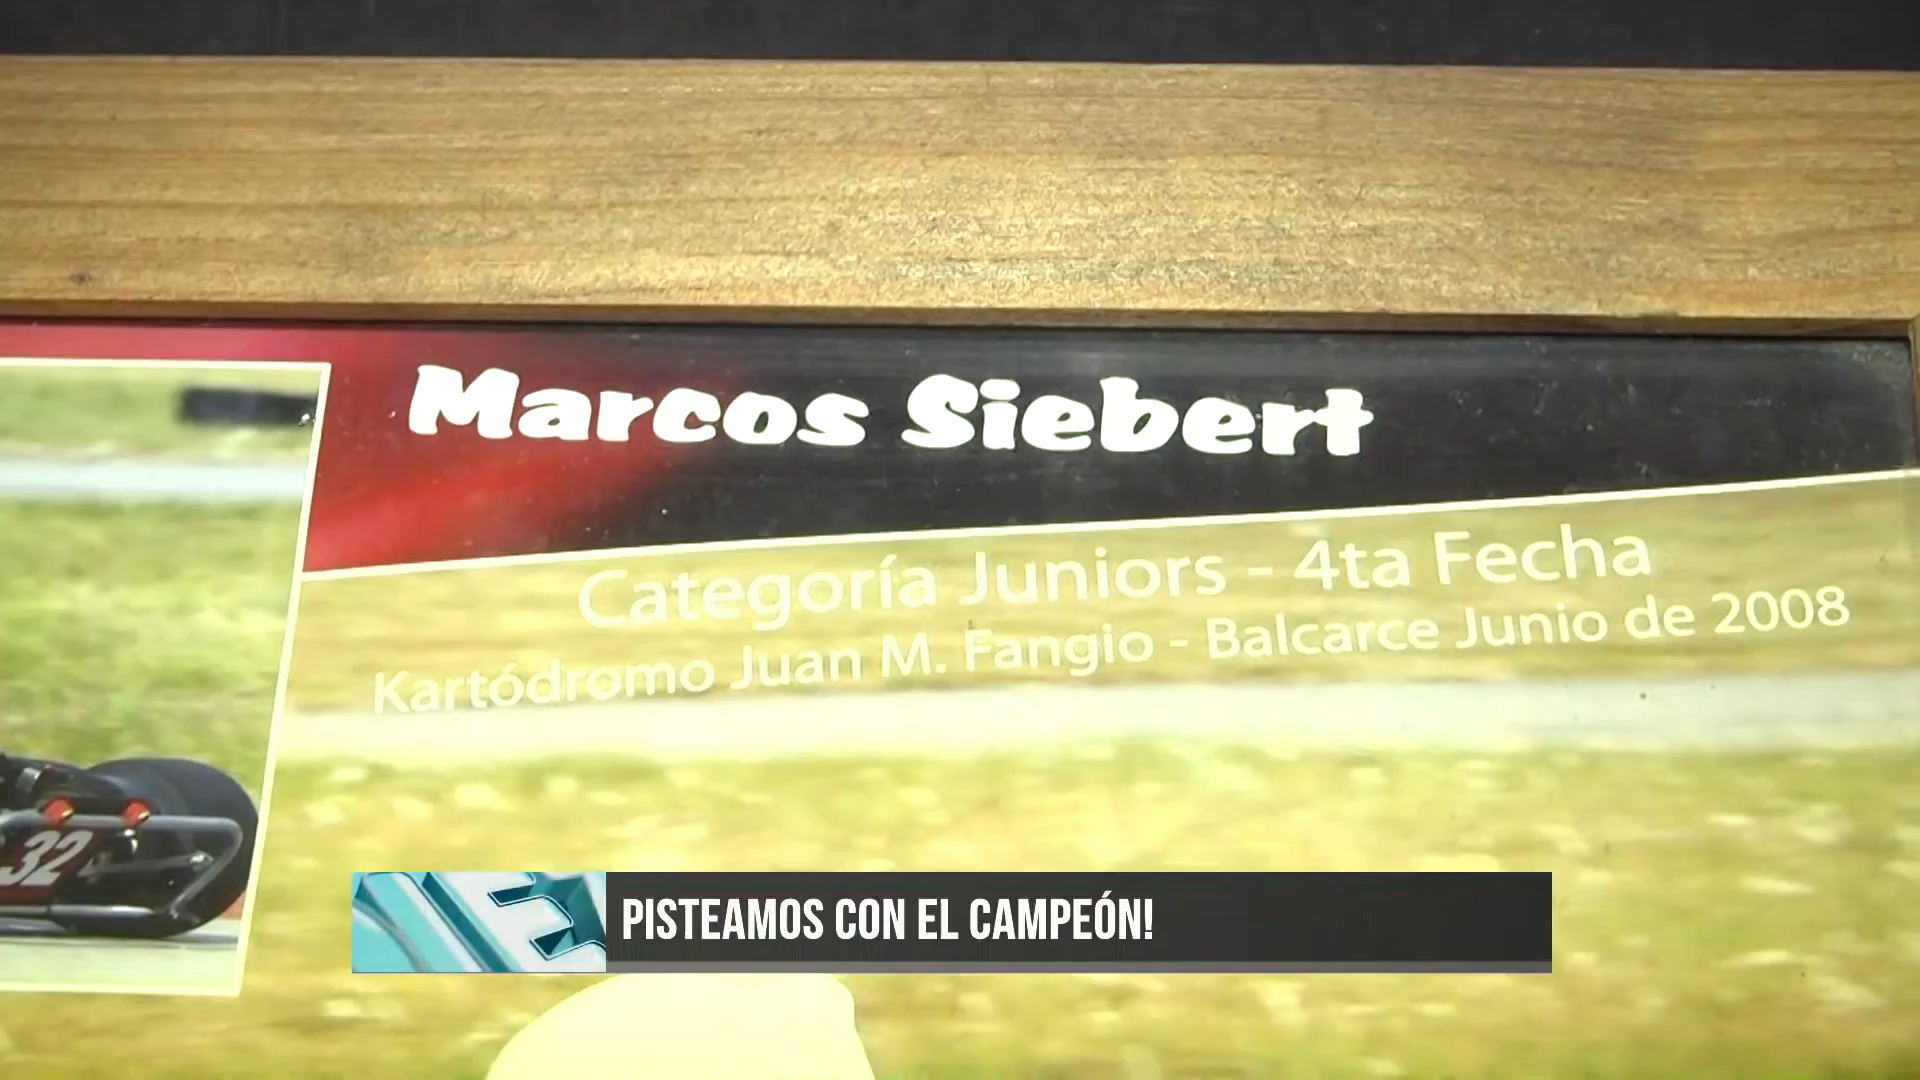 Marcos Siebert
Categoría Juniors - 4ta Fecha
Kartódromo Juan M. Fangio - Balcarce Junio de 2008
32
PISTEAMOS CON EL CAMPEÓN!